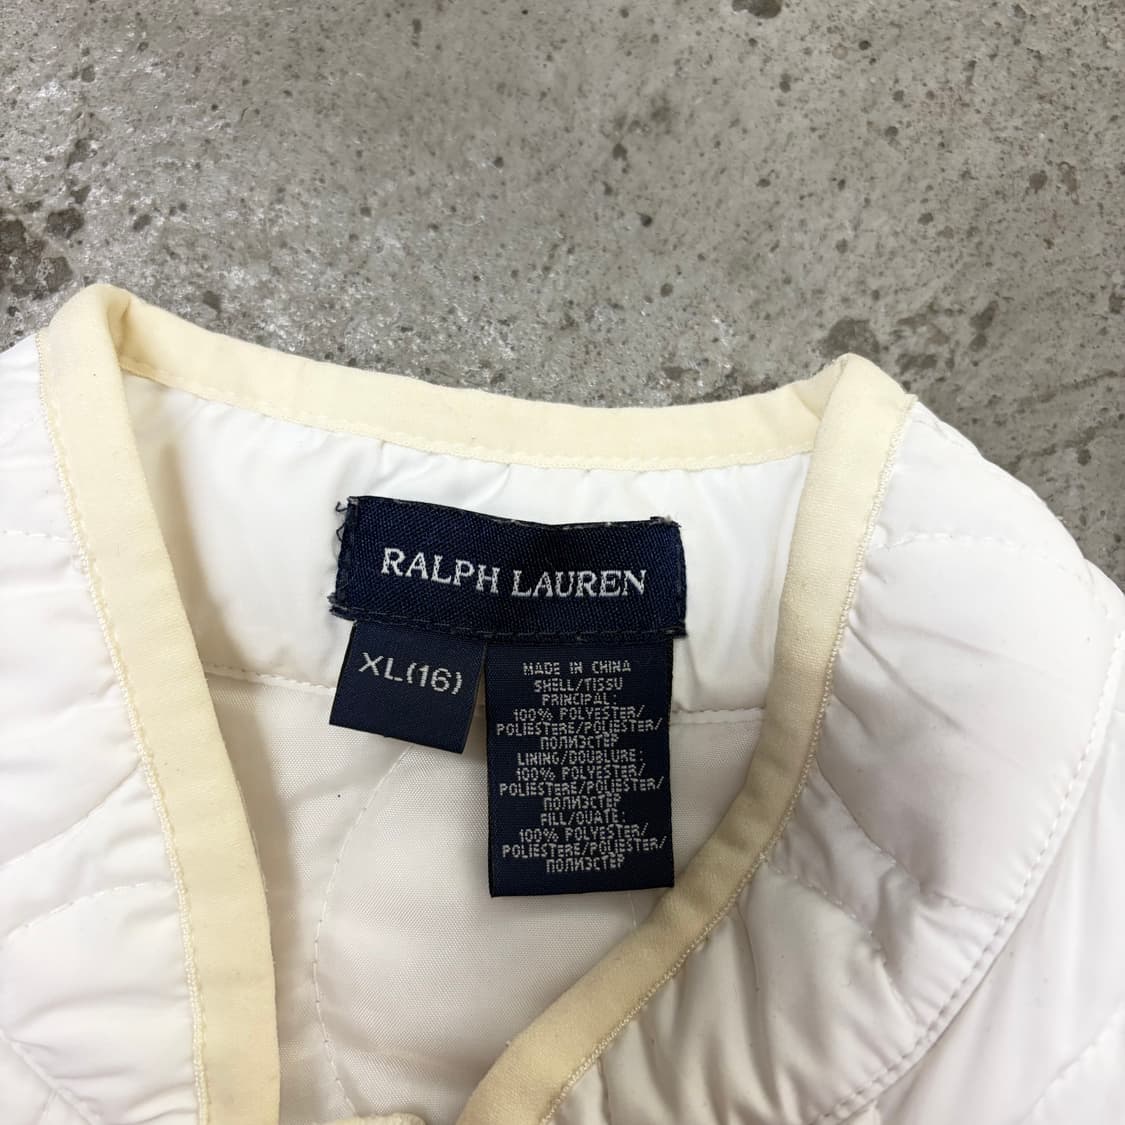 RALPH LAUREN
XL(16)
MADE IN CHINA
SHELL/TISSU
PRINCIPAL:
100% POLYESTER/
POLIESTERE/POLIESTER/
ПОЛИЭСТЕР
LINING/DOUBLURE:
100% POLYESTER/
POLIESTERE/POLIESTER/
ПОЛИЭСТЕР
FILL/OUATE:
100% POLYESTER/
POLIESTERE/POLIESTER/
ПОЛИЭСТЕР